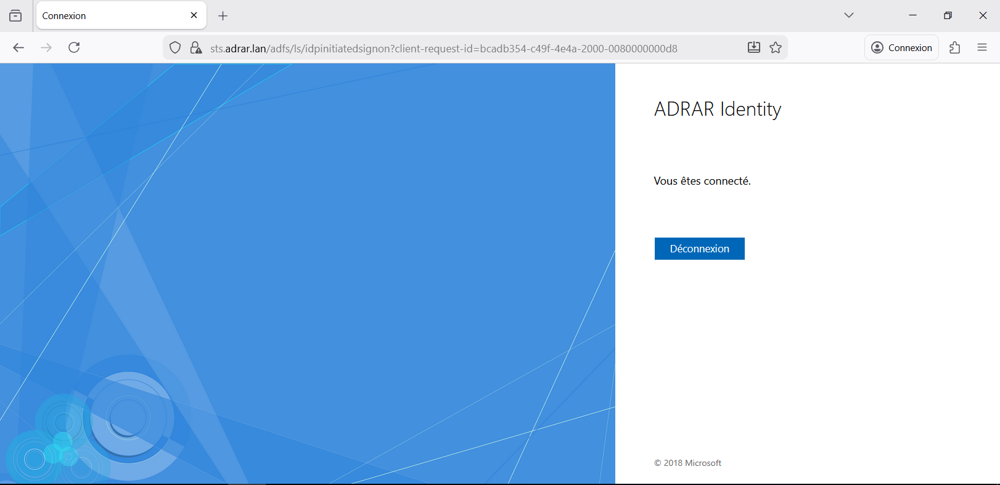 Connexion
sts.adrar.lan/adfs/ls/idpinitiatedsignon?client-request-id=bcadb354-c49f-4e4a-2000-0080000000d8
Connexion
ADRAR Identity
Vous êtes connecté.
Déconnexion
© 2018 Microsoft